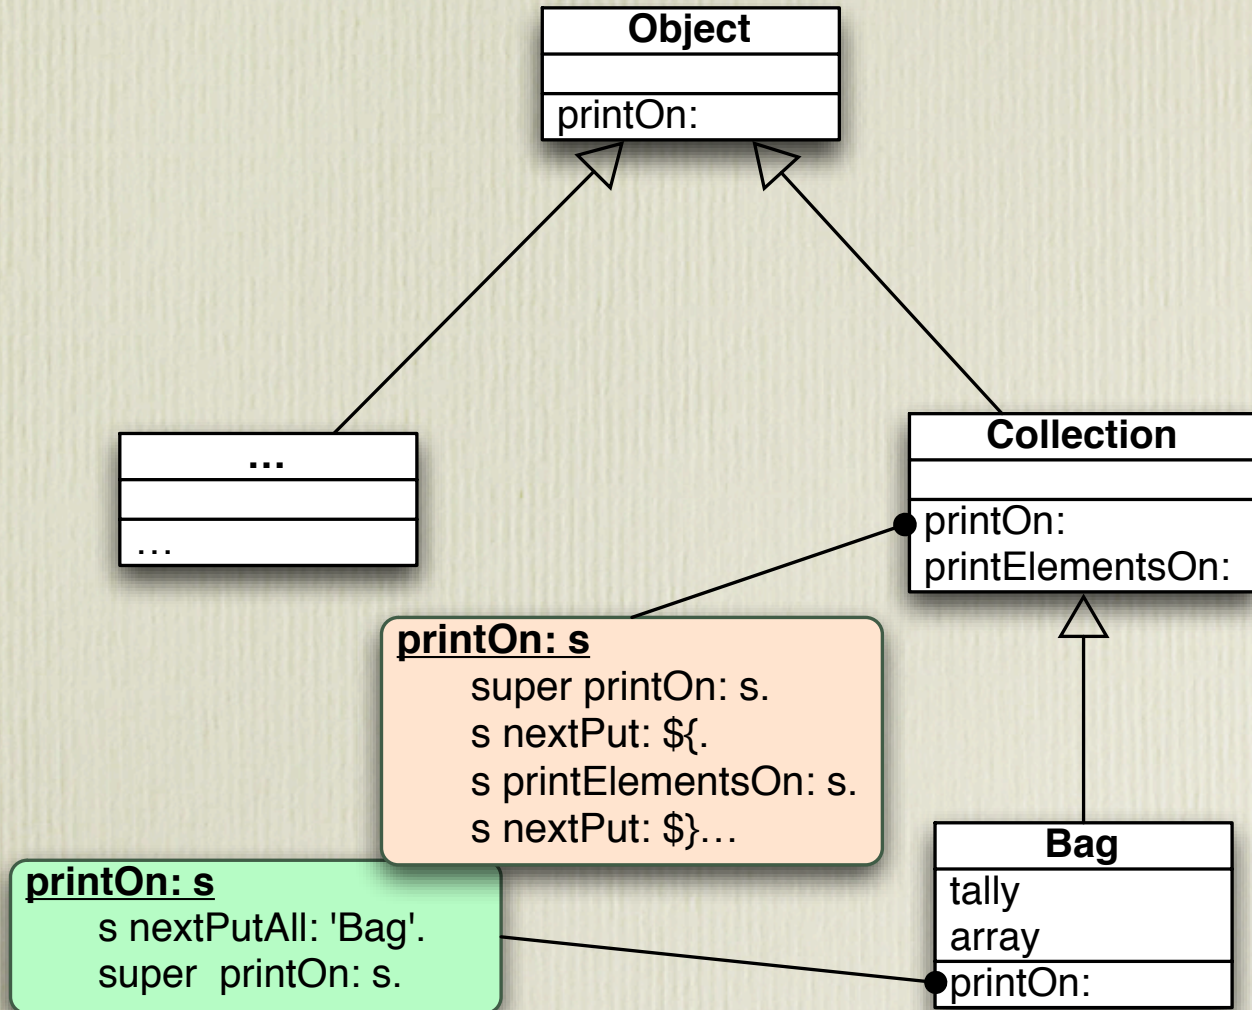 Object
printOn:
...
...
Collection
printOn:
printElementsOn:
printOn: s
super printOn: s.
s nextPut: ${.
s printElementsOn: s.
s nextPut: $}...
printOn: s
s nextPutAll: 'Bag'.
super  printOn: s.
Bag
tally
array
printOn: